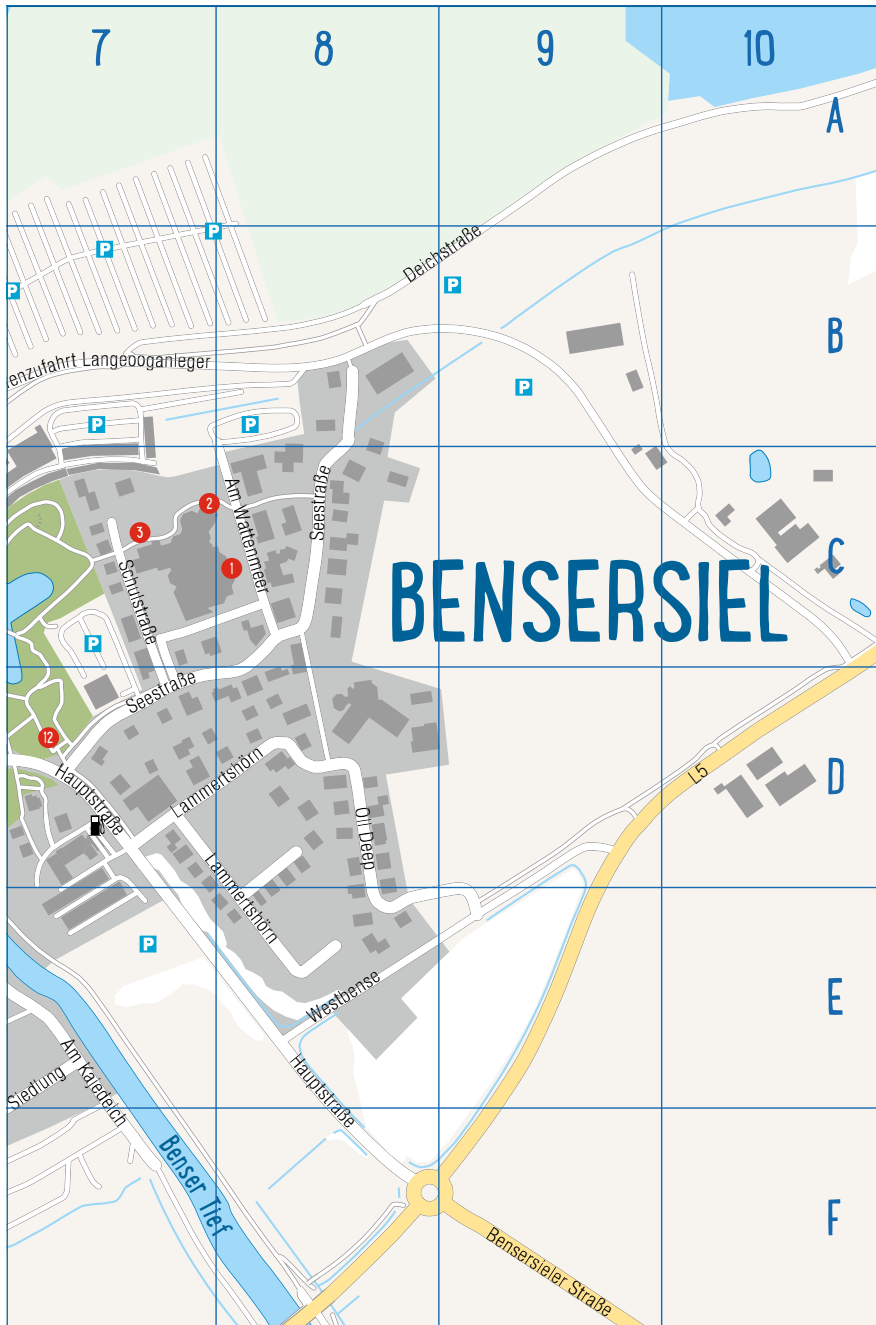 7 8 9 10
A
P
P
P
Deichstraße
P
B
enzufahrt Langeooganleger
P
P
P
Seestraße
Am Wattenmeer
2
3
1
C
Schulstraße
BENSERSIEL
P
Seestraße
12
Hauptstraße
Lammertshörn
L5
D
Oll Deep
Lammertshörn
P
Westbense
E
Am Kajedeich
Siedlung
Hauptstraße
Benser Tief
F
Bensersieler Straße